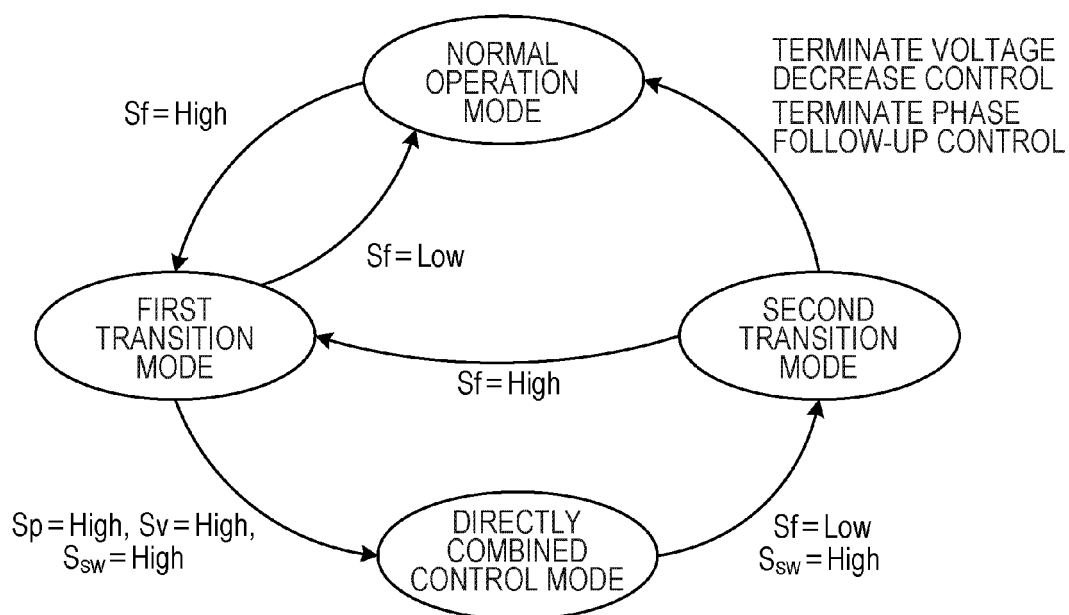 NORMAL
OPERATION
MODE
TERMINATE VOLTAGE
DECREASE CONTROL
TERMINATE PHASE
FOLLOW-UP CONTROL
Sf=High
Sf=Low
FIRST
TRANSITION
MODE
SECOND
TRANSITION
MODE
Sf=High
Sp=High, Sv=High,
SSW=High
DIRECTLY
COMBINED
CONTROL MODE
Sf=Low
SSW=High